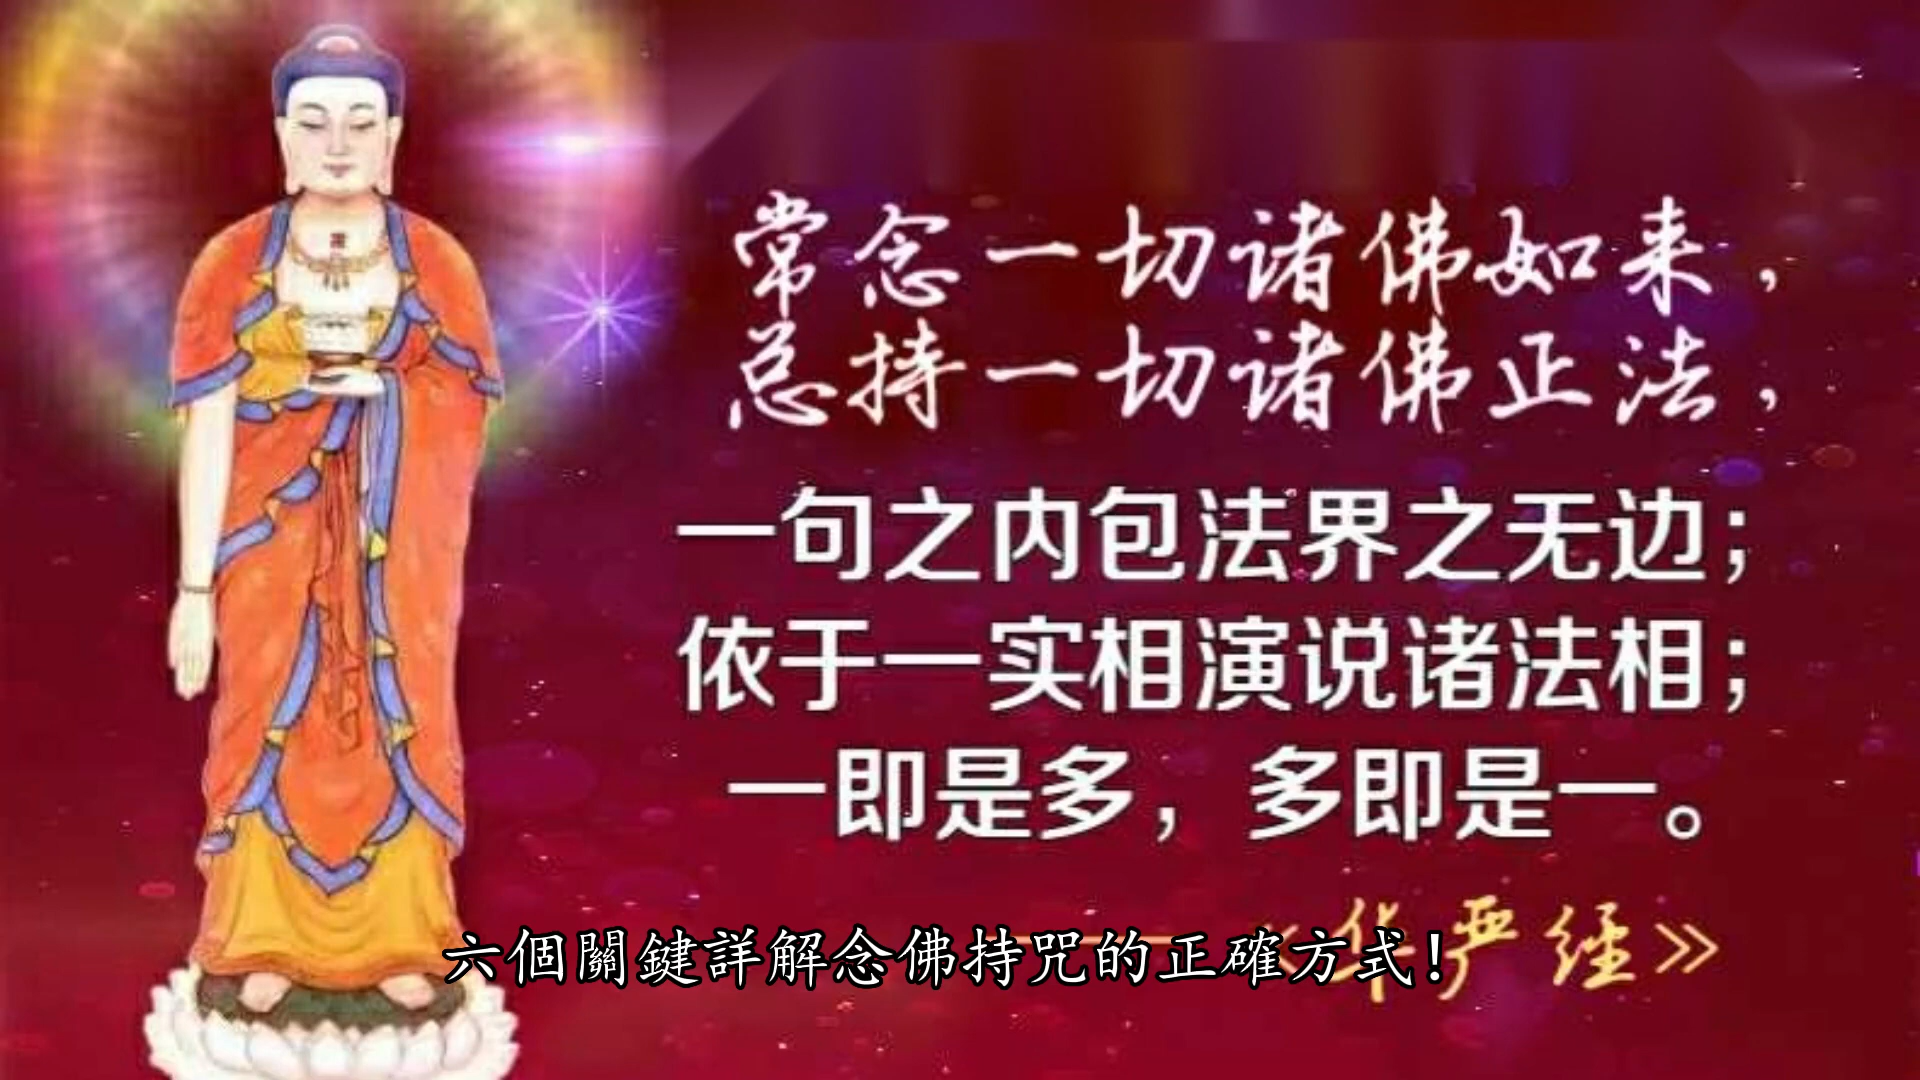 常念一切诸佛如来，
总持一切诸佛正法，
一句之内包法界之无边；
依于一实相演说诸法相；
一即是多，多即是一。
《华严经》
六個關鍵詳解念佛持咒的正確方式！